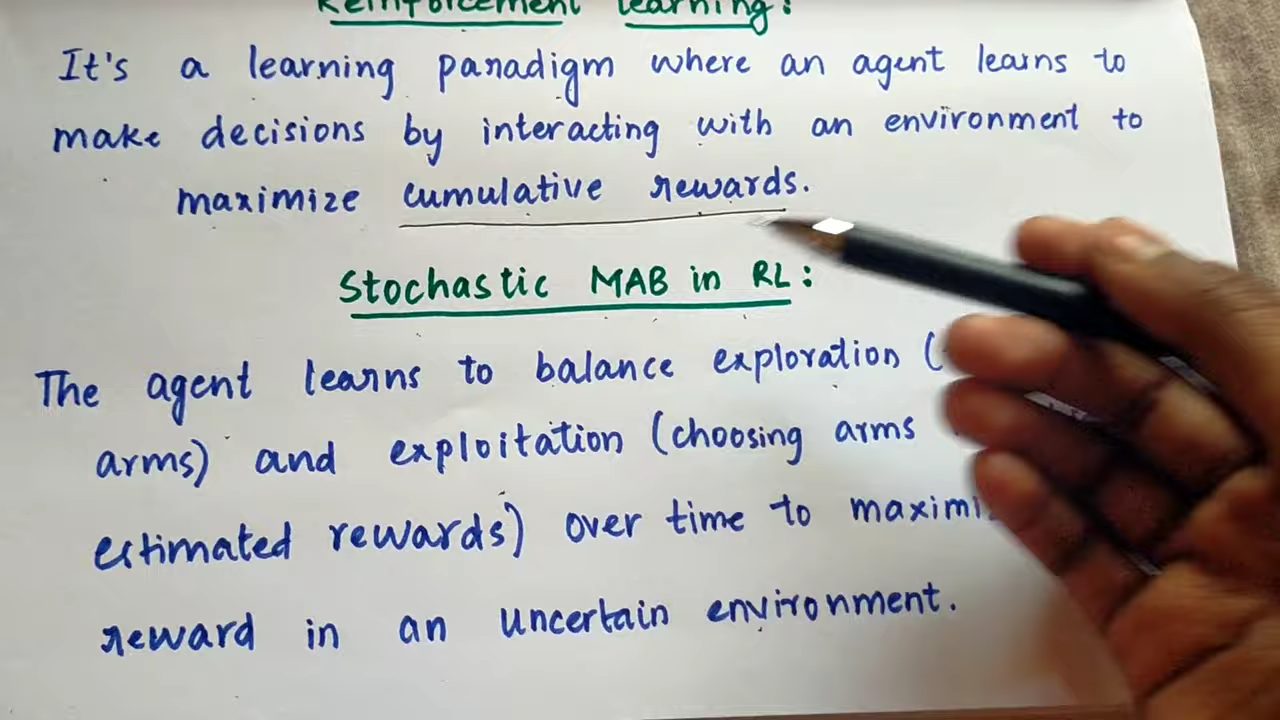 Reinforcement Learning:
It's a learning paradigm where an agent learns to
make decisions by interacting with an environment to
maximize cumulative rewards.
Stochastic MAB in RL:
The agent learns to balance exploration (
arms) and exploitation (choosing arms
estimated rewards) over time to
reward in an uncertain environment.